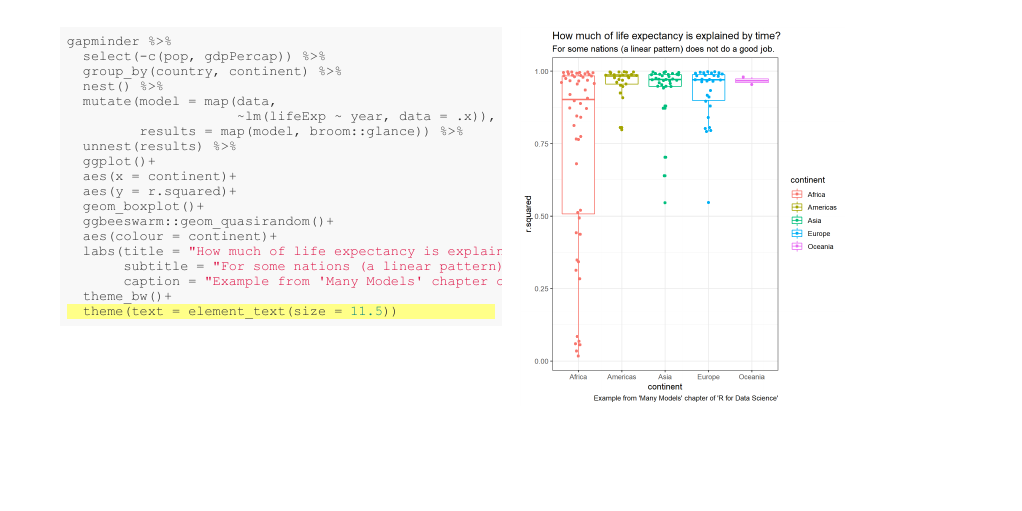 gapminder %>%
select(-c(pop, gdpPercap)) %>%
group_by(country, continent) %>%
nest() %>%
mutate(model = map(data,
~lm(lifeExp ~ year, data = .x)),
results = map(model, broom::glance)) %>%
unnest(results) %>%
ggplot()+
aes(x = continent)+
aes(y = r.squared)+
geom_boxplot()+
ggbeeswarm::geom_quasirandom()+
aes(colour = continent)+
labs(title = "How much of life expectancy is explain
subtitle = "For some nations (a linear pattern)
caption = "Example from 'Many Models' chapter
theme_bw()+
theme(text = element_text(size = 11.5))
How much of life expectancy is explained by time?
For some nations (a linear pattern) does not do a good job.
1.00
0.75
0.50
0.25
0.00
r.squared
Africa Americas Asia Europe Oceania
continent
Example from 'Many Models' chapter of 'R for Data Science'
continent
Africa
Americas
Asia
Europe
Oceania